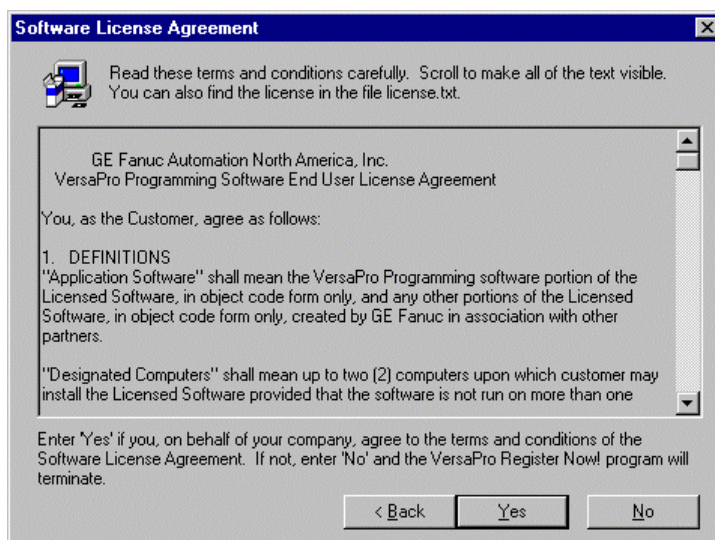 Software License Agreement
Read these terms and conditions carefully. Scroll to make all of the text visible.
You can also find the license in the file license.txt.
GE Fanuc Automation North America, Inc.
VersaPro Programming Software End User License Agreement
You, as the Customer, agree as follows:
1. DEFINITIONS
"Application Software" shall mean the VersaPro Programming software portion of the
Licensed Software, in object code form only, and any other portions of the Licensed
Software, in object code form only, created by GE Fanuc in association with other
partners.
"Designated Computers" shall mean up to two (2) computers upon which customer may
install the Licensed Software provided that the software is not run on more than one
Enter 'Yes' if you, on behalf of your company, agree to the terms and conditions of the
Software License Agreement. If not, enter 'No' and the VersaPro Register Now! program will
terminate.
< Back Yes No